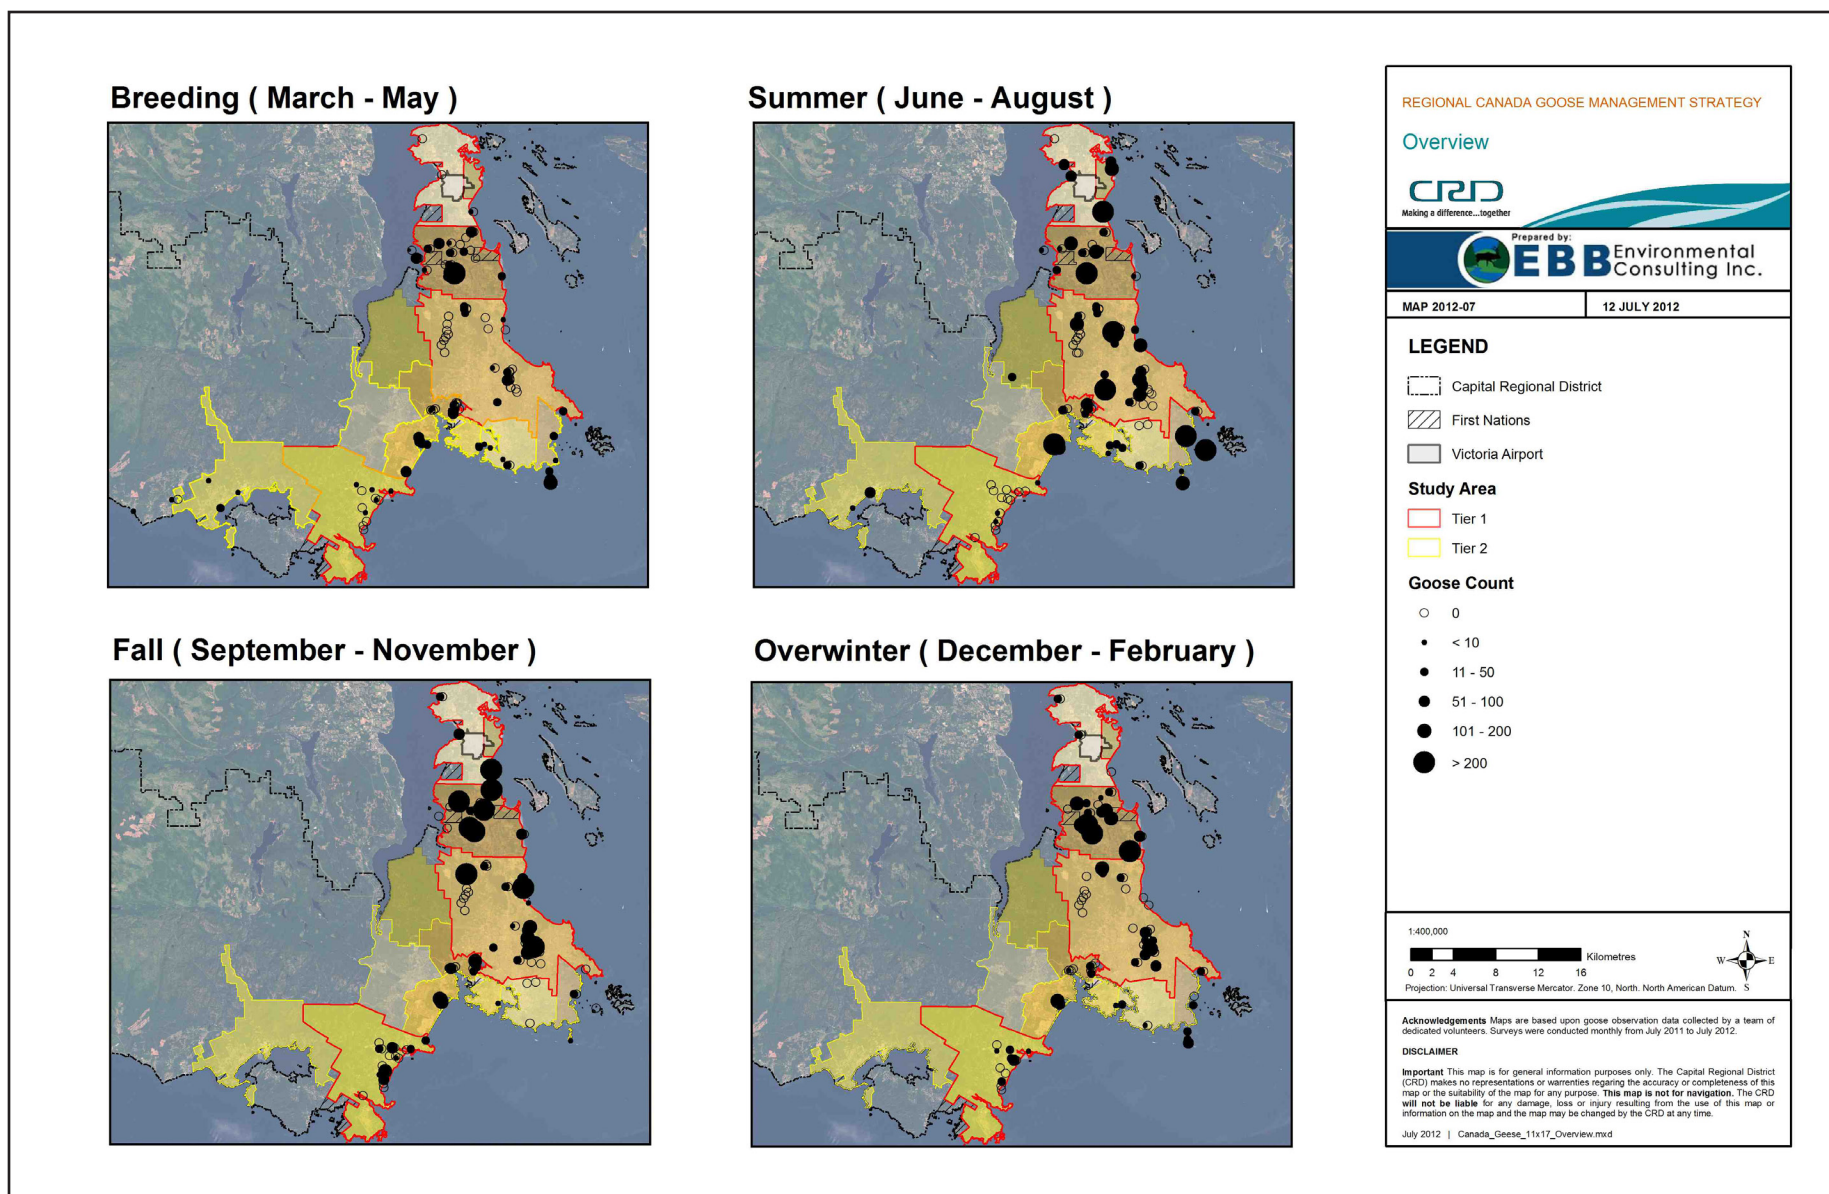 Breeding ( March - May )
Summer ( June - August )
Fall ( September - November )
Overwinter ( December - February )
REGIONAL CANADA GOOSE MANAGEMENT STRATEGY
Overview
CRD
Making a difference...together
Prepared by:
EBB Environmental
Consulting Inc.
MAP 2012-07
12 JULY 2012
LEGEND
Capital Regional District
First Nations
Victoria Airport
Study Area
Tier 1
Tier 2
Goose Count
0
< 10
11 - 50
51 - 100
101 - 200
> 200
1:400,000
Kilometres
0 2 4 8 12 16
N
W E
S
Projection: Universal Transverse Mercator. Zone 10, North. North American Datum.
Acknowledgements Maps are based upon goose observation data collected by a team of
dedicated volunteers. Surveys were conducted monthly from July 2011 to July 2012.
DISCLAIMER
Important This map is for general information purposes only. The Capital Regional District
(CRD) makes no representations or warrenties regaring the accuracy or completeness of this
map or the suitability of the map for any purpose. This map is not for navigation. The CRD
will not be liable for any damage, loss or injury resulting from the use of this map or
information on the map and the map may be changed by the CRD at any time.
July 2012 | Canada_Geese_11x17_Overview.mxd